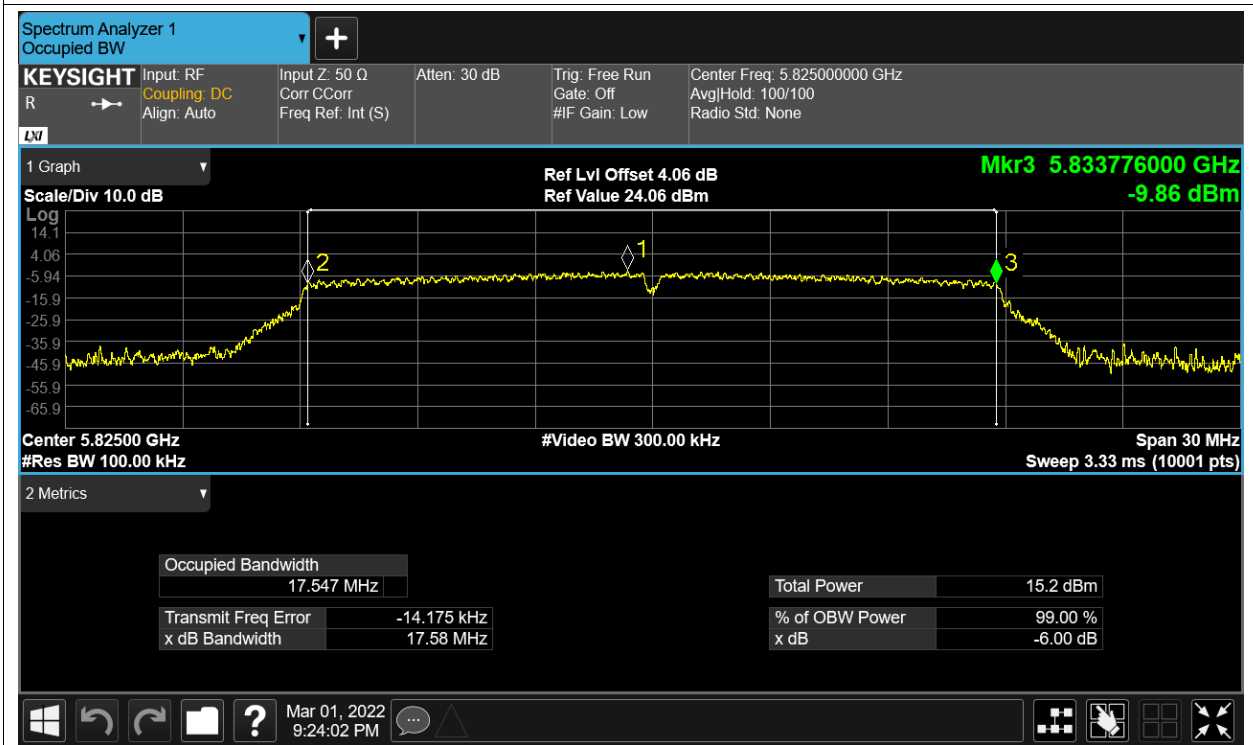 Spectrum Analyzer 1
Occupied BW
KEYSIGHT
R
LXI
Input: RF
Coupling: DC
Align: Auto
Input Z: 50 Ω
Corr CCorr
Freq Ref: Int (S)
Atten: 30 dB
Trig: Free Run
Gate: Off
#IF Gain: Low
Center Freq: 5.825000000 GHz
Avg|Hold: 100/100
Radio Std: None
1 Graph
Scale/Div 10.0 dB
Ref Lvl Offset 4.06 dB
Ref Value 24.06 dBm
Mkr3 5.833776000 GHz
-9.86 dBm
Log
14.1
4.06
-5.94
-15.9
-25.9
-35.9
-45.9
-55.9
-65.9
2
1
3
Center 5.82500 GHz
#Res BW 100.00 kHz
#Video BW 300.00 kHz
Span 30 MHz
Sweep 3.33 ms (10001 pts)
2 Metrics
Occupied Bandwidth
17.547 MHz
Transmit Freq Error -14.175 kHz
x dB Bandwidth 17.58 MHz
Total Power 15.2 dBm
% of OBW Power 99.00 %
x dB -6.00 dB
Mar 01, 2022
9:24:02 PM